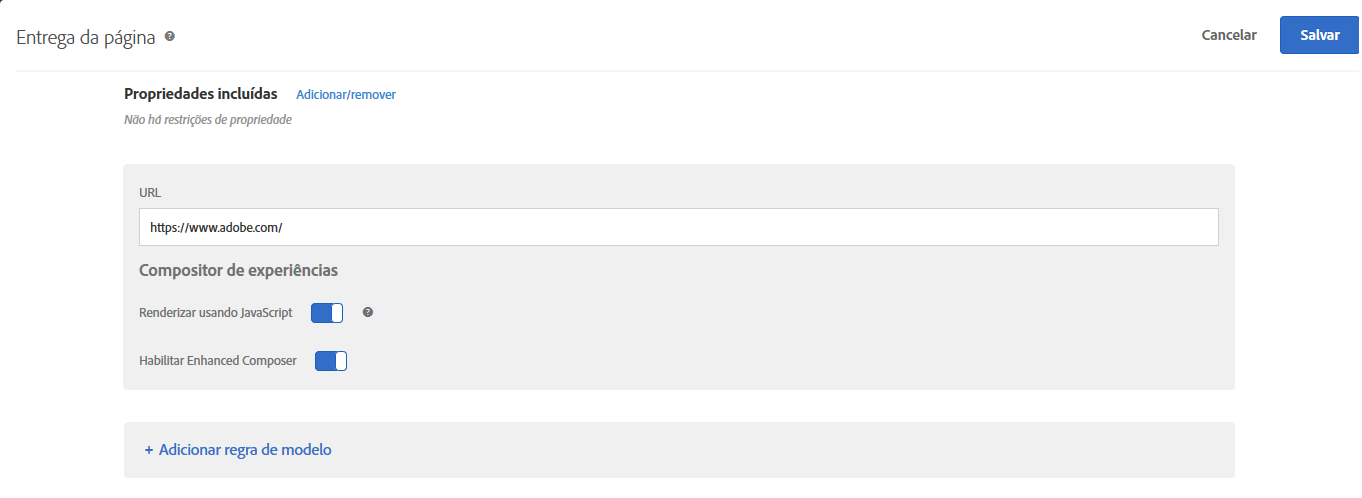 Entrega da página
Cancelar
Salvar
Propriedades incluídas Adicionar/remover
Não há restrições de propriedade
URL
https://www.adobe.com/
Compositor de experiências
Renderizar usando JavaScript
Habilitar Enhanced Composer
+ Adicionar regra de modelo